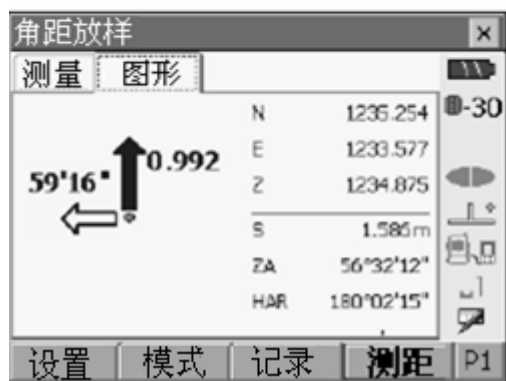 角距放样
测量 图形
N 1235.254
E 1233.577
Z 1234.875
S 1.586m
ZA 56°32'12"
HAR 180°02'15"
0.992
59'16"
-30
设置 模式 记录 测距 P1